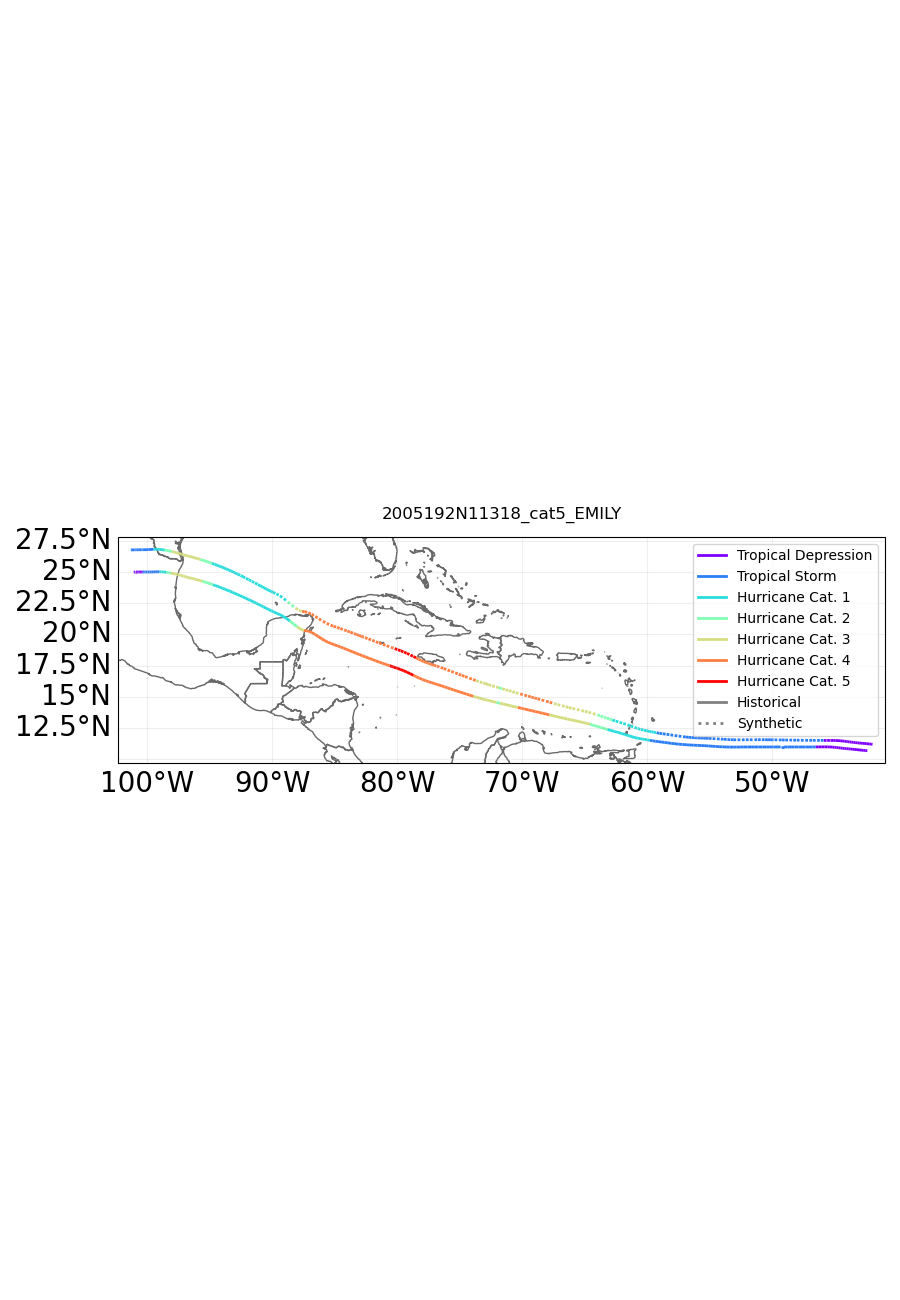 2005192N11318_cat5_EMILY
27.5°N
25°N
22.5°N
20°N
17.5°N
15°N
12.5°N
Tropical Depression
Tropical Storm
Hurricane Cat. 1
Hurricane Cat. 2
Hurricane Cat. 3
Hurricane Cat. 4
Hurricane Cat. 5
Historical
Synthetic
100°W 90°W 80°W 70°W 60°W 50°W